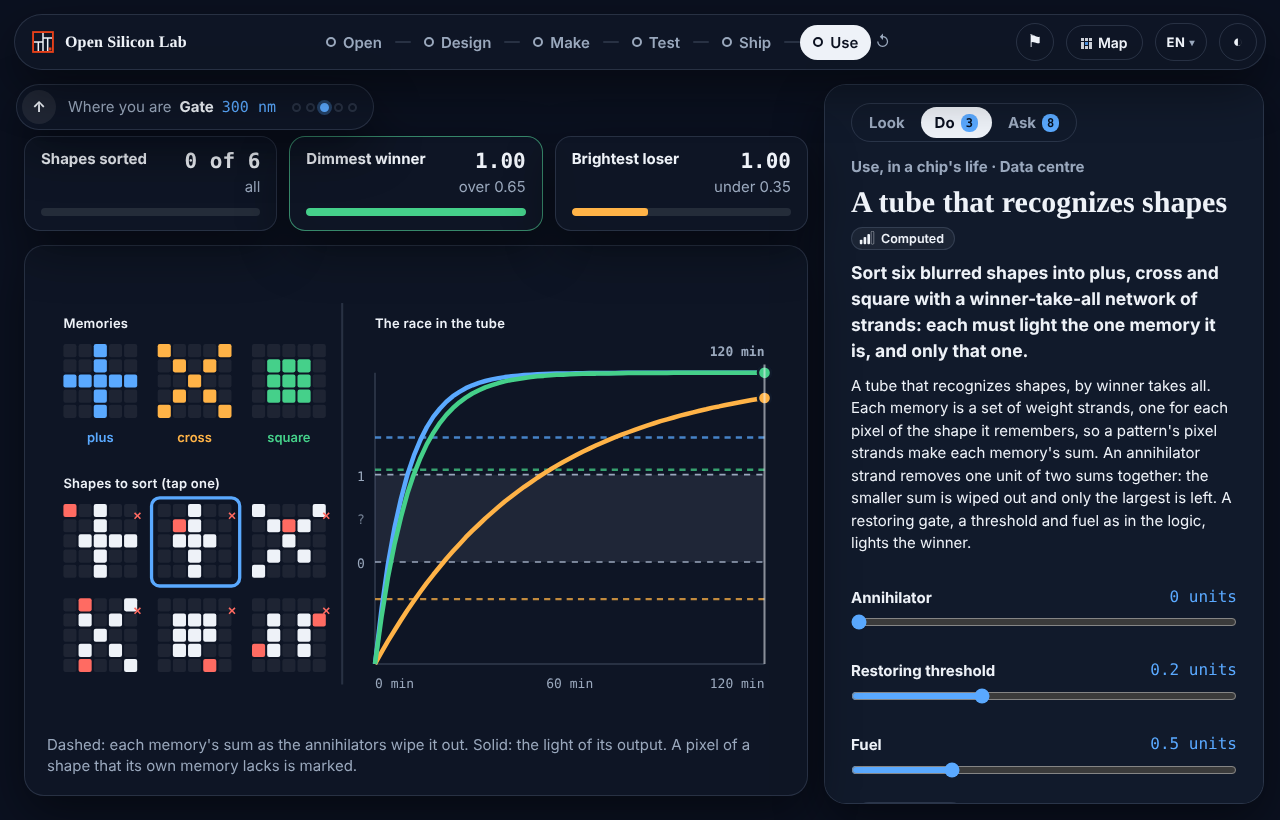 Open Silicon Lab
Open
Design
Make
Test
Ship
Use
Map
EN
Where you are Gate 300 nm
Shapes sorted 0 of 6
all
Dimmest winner 1.00
over 0.65
Brightest loser 1.00
under 0.35
Memories
plus
cross
square
Shapes to sort (tap one)
The race in the tube
120 min
1
?
0
0 min
60 min
120 min
Dashed: each memory's sum as the annihilators wipe it out. Solid: the light of its output. A pixel of a
shape that its own memory lacks is marked.
Look
Do 3
Ask 8
Use, in a chip's life · Data centre
A tube that recognizes shapes
Computed
Sort six blurred shapes into plus, cross and
square with a winner-take-all network of
strands: each must light the one memory it
is, and only that one.
A tube that recognizes shapes, by winner takes all.
Each memory is a set of weight strands, one for each
pixel of the shape it remembers, so a pattern's pixel
strands make each memory's sum. An annihilator
strand removes one unit of two sums together: the
smaller sum is wiped out and only the largest is left. A
restoring gate, a threshold and fuel as in the logic,
lights the winner.
Annihilator 0 units
Restoring threshold 0.2 units
Fuel 0.5 units